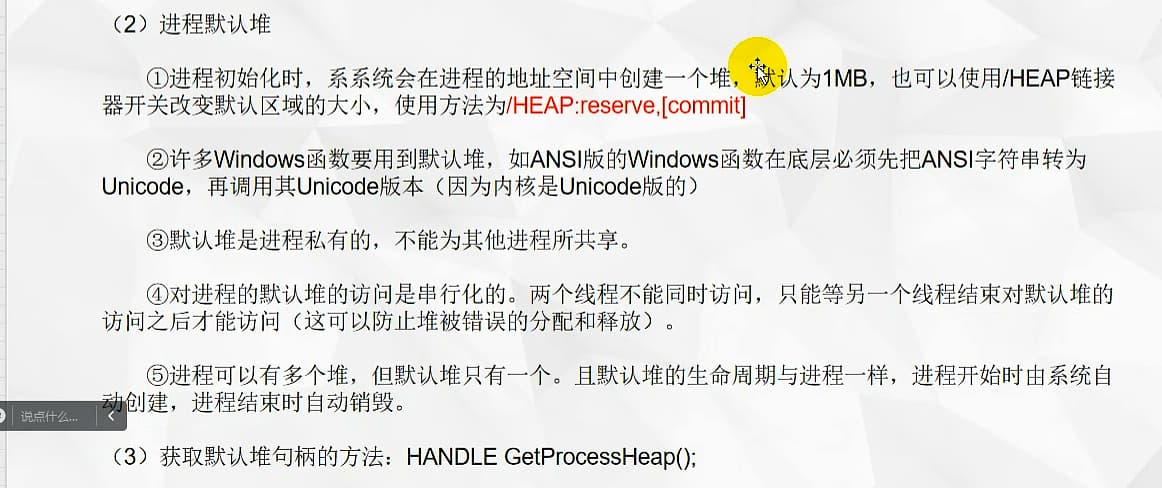 （2）进程默认堆
①进程初始化时，系系统会在进程的地址空间中创建一个堆，默认为1MB，也可以使用/HEAP链接
器开关改变默认区域的大小，使用方法为/HEAP:reserve,[commit]
②许多Windows函数要用到默认堆，如ANSI版的Windows函数在底层必须先把ANSI字符串转为
Unicode，再调用其Unicode版本（因为内核是Unicode版的）
③默认堆是进程私有的，不能为其他进程所共享。
④对进程的默认堆的访问是串行化的。两个线程不能同时访问，只能等另一个线程结束对默认堆的
访问之后才能访问（这可以防止堆被错误的分配和释放）。
⑤进程可以有多个堆，但默认堆只有一个。且默认堆的生命周期与进程一样，进程开始时由系统自
动创建，进程结束时自动销毁。
说点什么...
（3）获取默认堆句柄的方法：HANDLE GetProcessHeap();